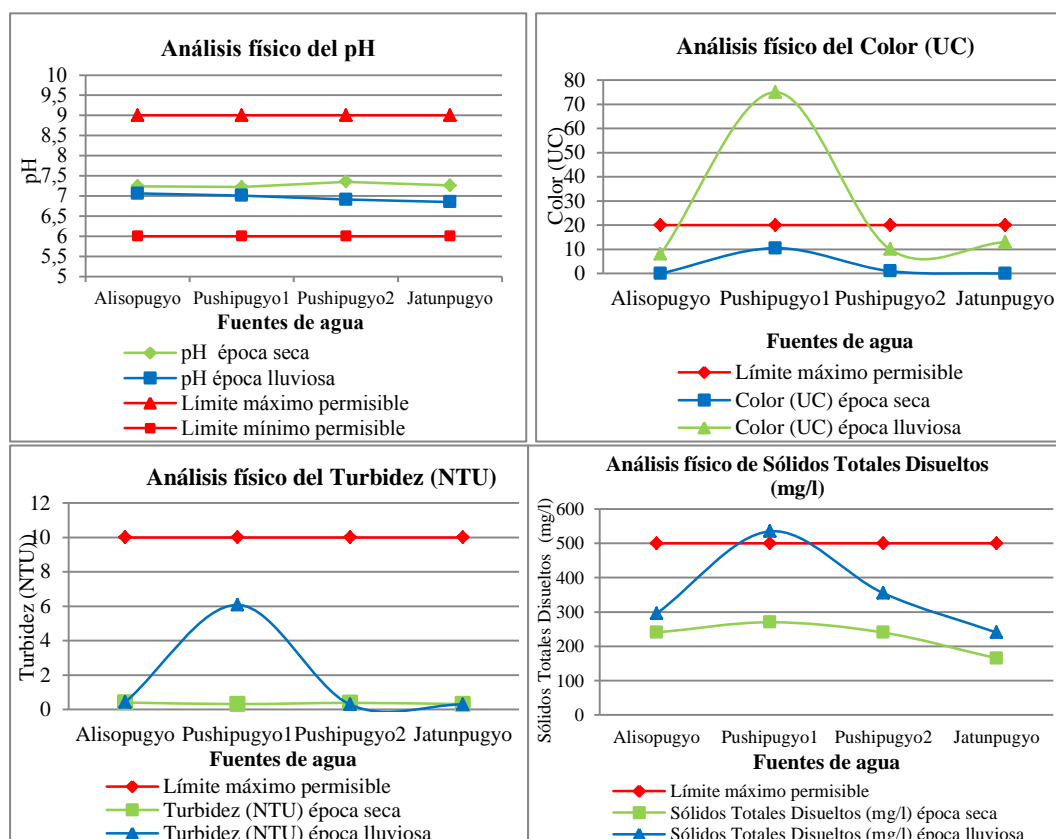 Análisis físico del pH
10
9,5
9
8,5
8
7,5
7
6,5
6
5,5
5
pH
Alisopugyo Pushipugyo1 Pushipugyo2 Jatunpugyo
Fuentes de agua
pH época seca
pH época lluviosa
Límite máximo permisible
Limite mínimo permisible
Análisis físico del Color (UC)
80
70
60
50
40
30
20
10
0
Color (UC)
Alisopugyo Pushipugyo1 Pushipugyo2 Jatunpugyo
Fuentes de agua
Límite máximo permisible
Color (UC) época seca
Color (UC) época lluviosa
Análisis físico del Turbidez (NTU)
12
10
8
6
4
2
0
Turbidez (NTU))
Alisopugyo Pushipugyo1 Pushipugyo2 Jatunpugyo
Fuentes de agua
Límite máximo permisible
Turbidez (NTU) época seca
Turbidez (NTU) época lluviosa
Análisis físico de Sólidos Totales Disueltos
(mg/l)
600
500
400
300
200
100
0
Sólidos Totales Disueltos (mg/l)
Alisopugyo Pushipugyo1 Pushipugyo2 Jatunpugyo
Fuentes de agua
Límite máximo permisible
Sólidos Totales Disueltos (mg/l) época seca
Sólidos Totales Disueltos (mg/l) época lluviosa